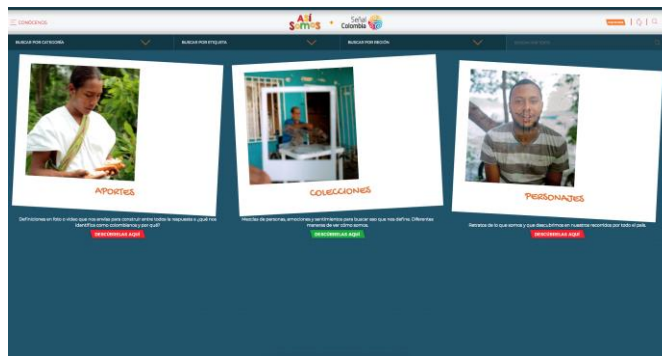 CONÓCENOS
ASí
SOMOS
Señal
Colombia
BUSCAR POR CATEGORÍA
BUSCAR POR ETIQUETA
BUSCAR POR REGIÓN
APORTES
COLECCIONES
PERSONAJES
Definiciones en foto o video que nos envías para construir entre todos la respuesta a ¿qué nos
identifica como colombianos y por qué?
DESCÚBRELAS AQUÍ
Mezclas de personas, emociones y sentimientos para buscar eso que nos define. Diferentes
maneras de ver cómo somos.
DESCÚBRELAS AQUÍ
Retratos de lo que somos y que descubrimos en nuestros recorridos por todo el país.
DESCÚBRELAS AQUÍ